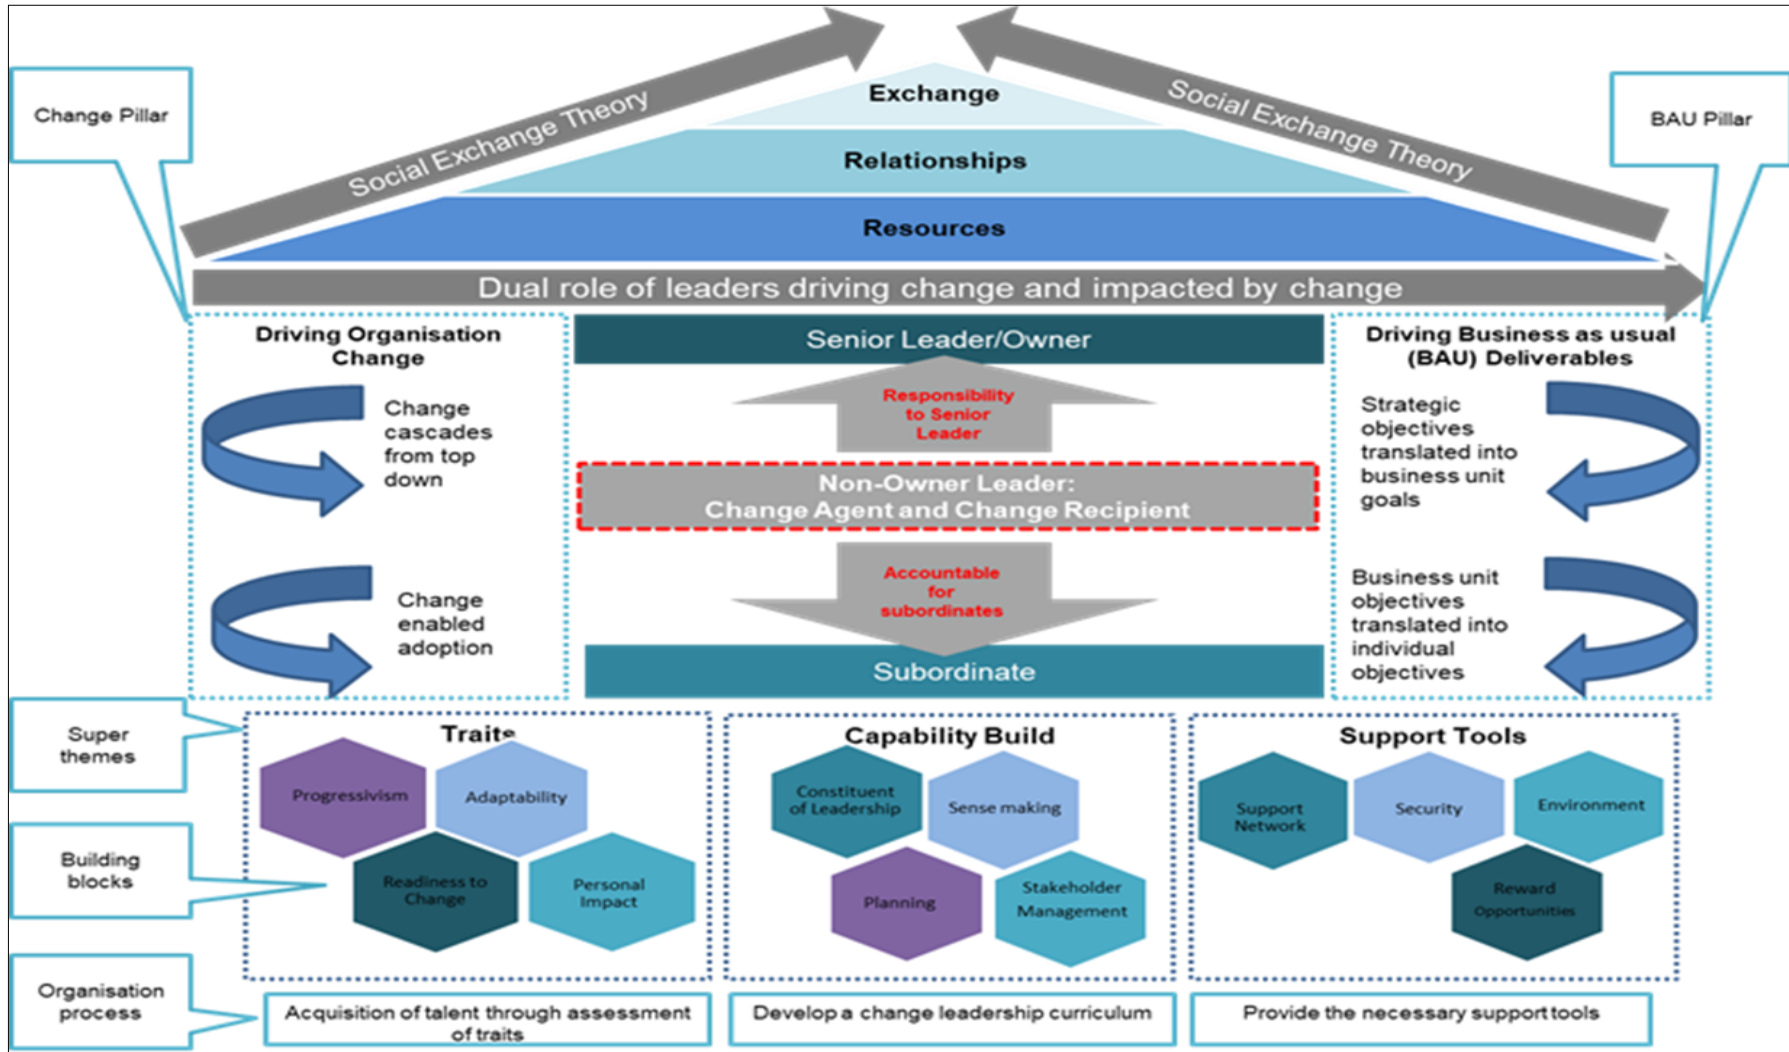 Exchange
Relationships
Resources
Social Exchange Theory
Social Exchange Theory
Change Pillar
BAU Pillar
Dual role of leaders driving change and impacted by change
Driving Organisation
Change
Change
cascades
from top
down
Change
enabled
adoption
Senior Leader/Owner
Responsibility
to Senior
Leader
Non-Owner Leader:
Change Agent and Change Recipient
Accountable
for
subordinates
Subordinate
Driving Business as usual
(BAU) Deliverables
Strategic
objectives
translated into
business unit
goals
Business unit
objectives
translated into
individual
objectives
Super
themes
Building
blocks
Organisation
process
Traits
Progressivism
Adaptability
Readiness to
Change
Personal
Impact
Capability Build
Constituent
of Leadership
Sense making
Planning
Stakeholder
Management
Support Tools
Support
Network
Security
Environment
Reward
Opportunities
Acquisition of talent through assessment
of traits
Develop a change leadership curriculum
Provide the necessary support tools